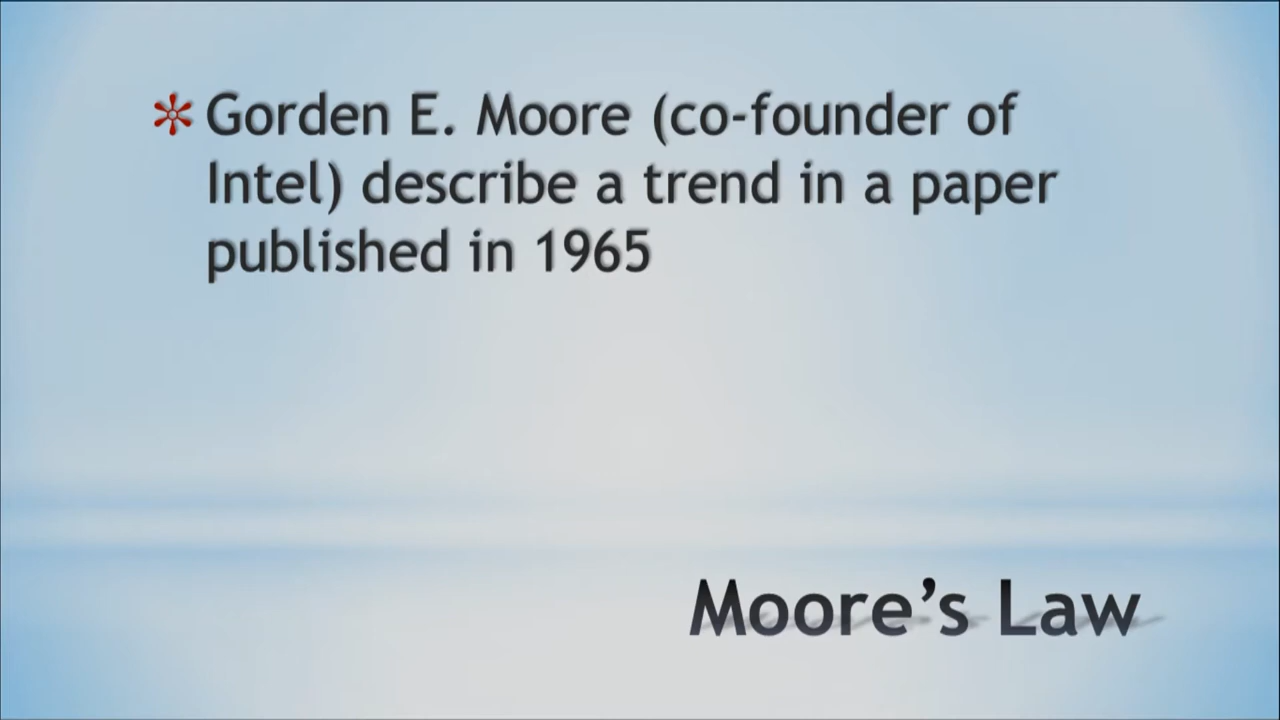 * Gorden E. Moore (co-founder of
Intel) describe a trend in a paper
published in 1965
Moore’s Law